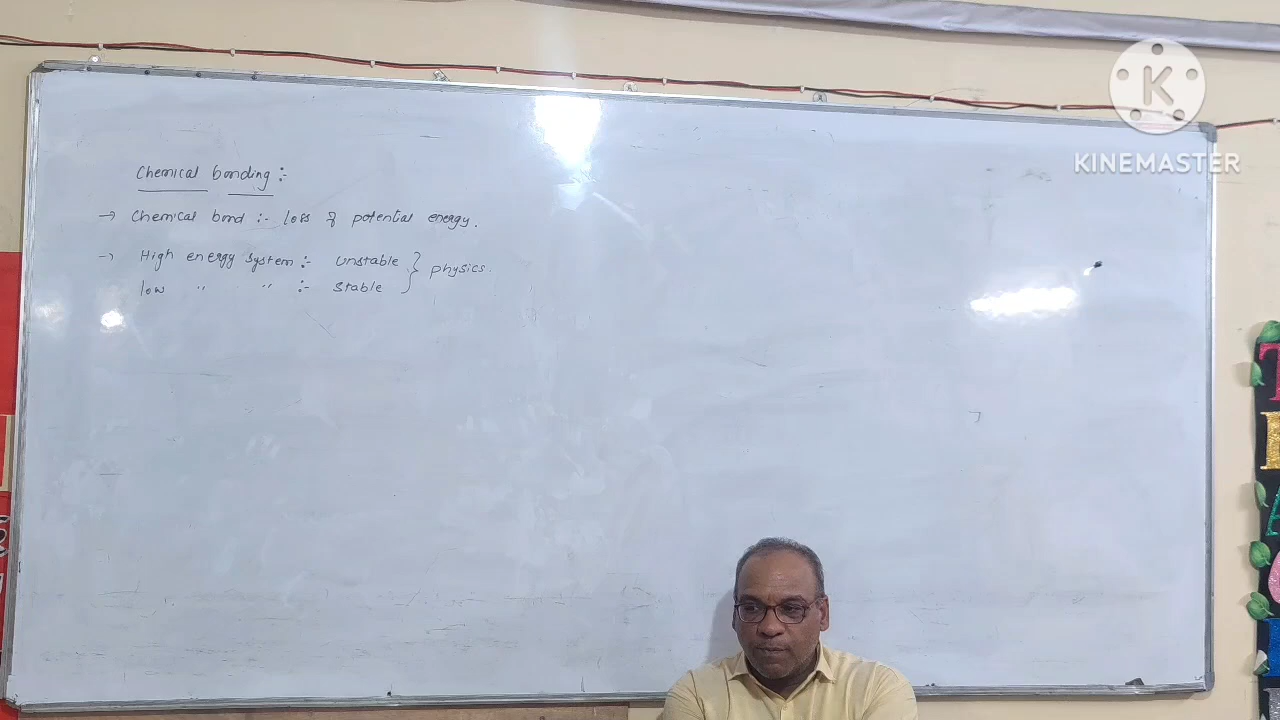 Chemical bonding :-
→ Chemical bond :- loss of potential energy.
→ High energy system :- Unstable } physics.
low " " :- Stable
K
KINEMASTER